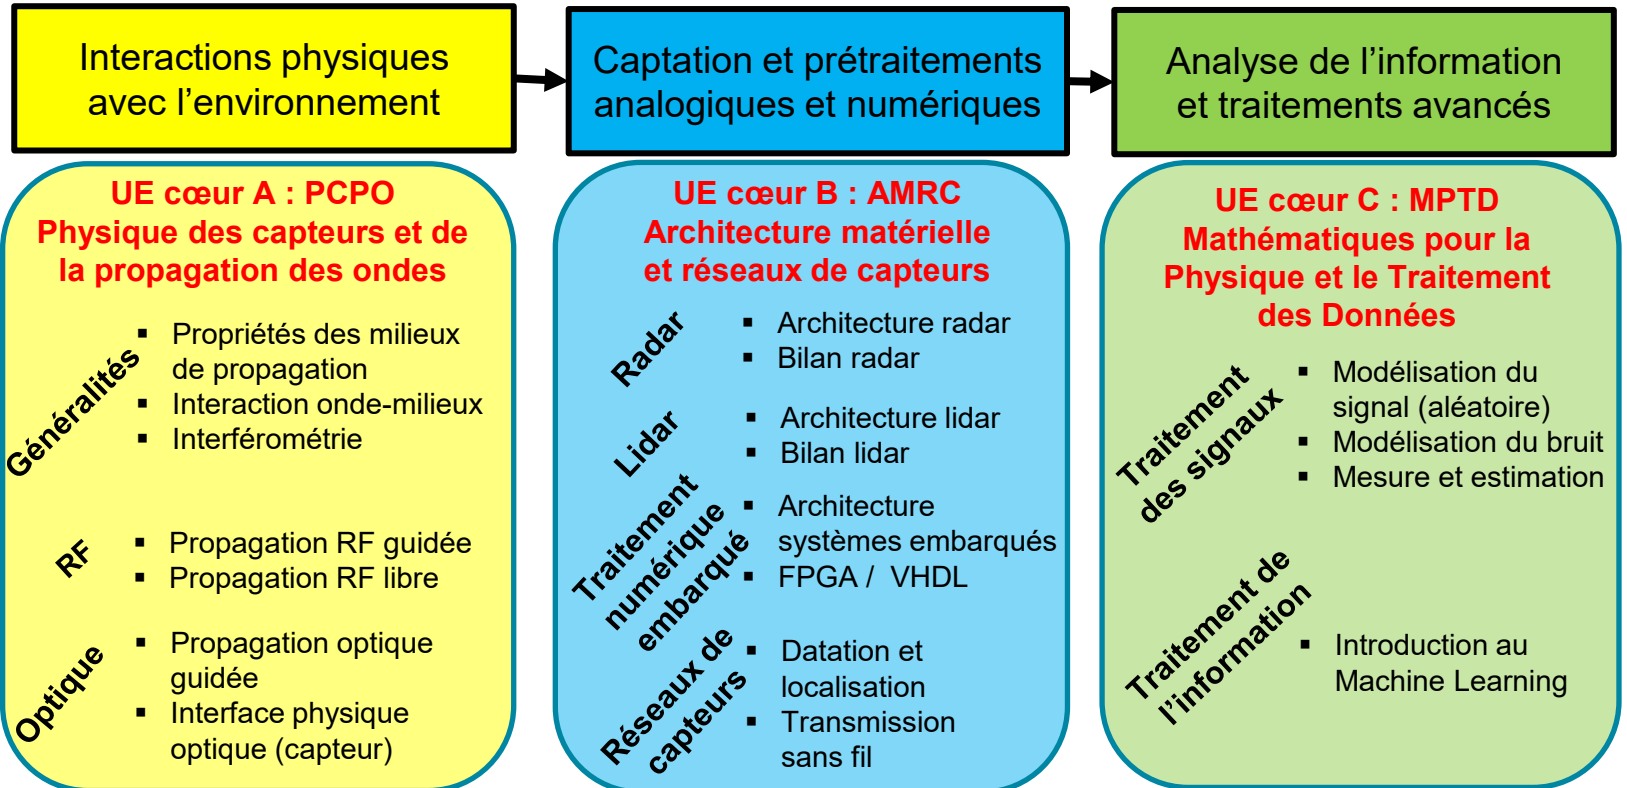 Interactions physiques
avec l’environnement
Captation et prétraitements
analogiques et numériques
Analyse de l’information
et traitements avancés
UE cœur A : PCPO
Physique des capteurs et de
la propagation des ondes
Généralités
▪ Propriétés des milieux
de propagation
▪ Interaction onde-milieux
▪ Interférométrie
RF
▪ Propagation RF guidée
▪ Propagation RF libre
Optique
▪ Propagation optique
guidée
▪ Interface physique
optique (capteur)
UE cœur B : AMRC
Architecture matérielle
et réseaux de capteurs
Radar
▪ Architecture radar
▪ Bilan radar
Lidar
▪ Architecture lidar
▪ Bilan lidar
Traitement
numérique
embarqué
▪ Architecture
systèmes embarqués
▪ FPGA / VHDL
Réseaux de
capteurs
▪ Datation et
localisation
▪ Transmission
sans fil
UE cœur C : MPTD
Mathématiques pour la
Physique et le Traitement
des Données
Traitement
des signaux
▪ Modélisation du
signal (aléatoire)
▪ Modélisation du bruit
▪ Mesure et estimation
Traitement de
l’information
▪ Introduction au
Machine Learning